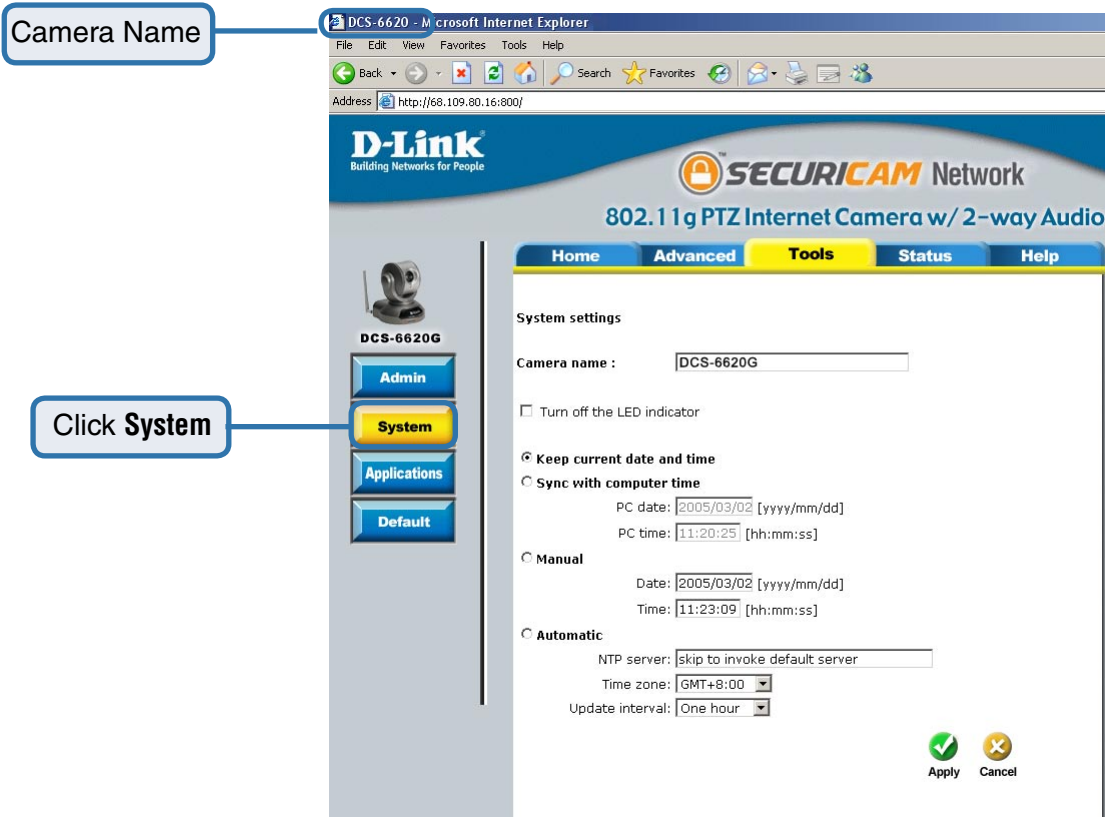 Camera Name
DCS-6620 - Microsoft Internet Explorer
File Edit View Favorites Tools Help
Back Search Favorites
Address http://68.109.80.16:800/
D-Link
Building Networks for People
SECURICAM Network
802.11g PTZ Internet Camera w/ 2-way Audio
Home Advanced Tools Status Help
DCS-6620G
Admin
Click System
System
Applications
Default
System settings
Camera name : DCS-6620G
Turn off the LED indicator
Keep current date and time
Sync with computer time
PC date: 2005/03/02 [yyyy/mm/dd]
PC time: 11:20:25 [hh:mm:ss]
Manual
Date: 2005/03/02 [yyyy/mm/dd]
Time: 11:23:09 [hh:mm:ss]
Automatic
NTP server: skip to invoke default server
Time zone: GMT+8:00
Update interval: One hour
Apply Cancel